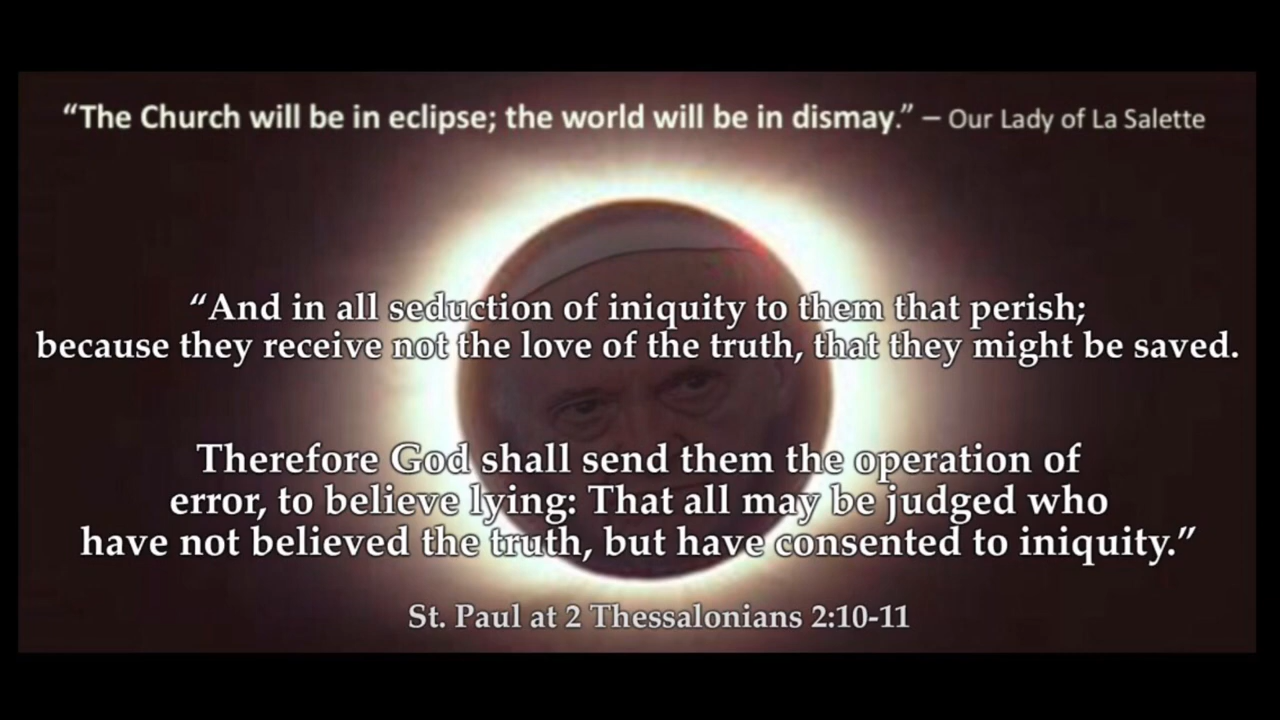 “The Church will be in eclipse; the world will be in dismay.” – Our Lady of La Salette
“And in all seduction of iniquity to them that perish;
because they receive not the love of the truth, that they might be saved.
Therefore God shall send them the operation of
error, to believe lying: That all may be judged who
have not believed the truth, but have consented to iniquity.”
St. Paul at 2 Thessalonians 2:10-11